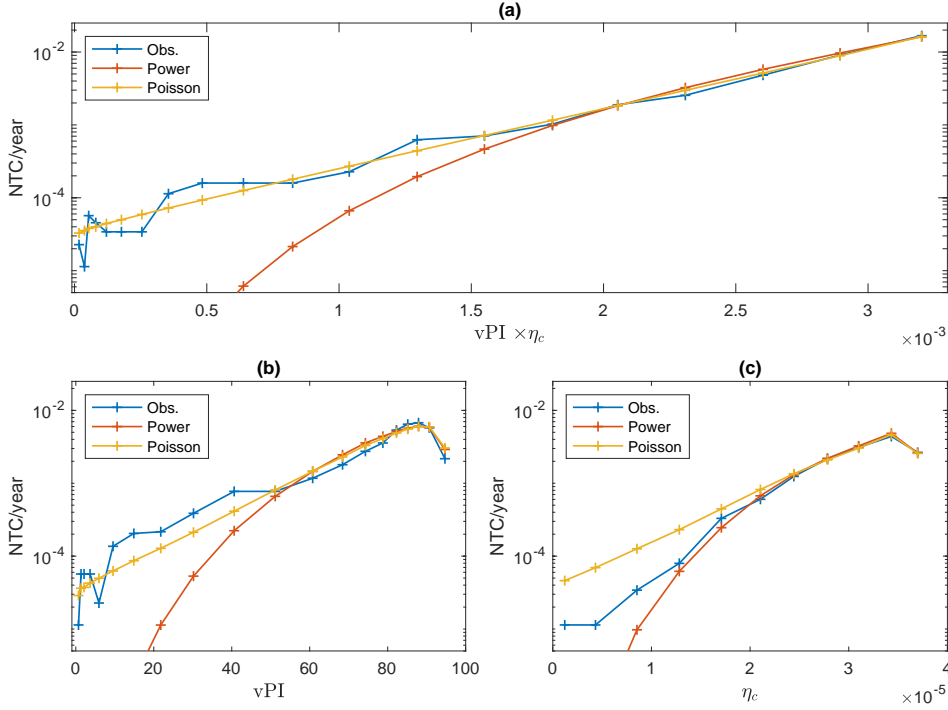 (a)
10^-2
10^-4
NTC/year
Obs.
Power
Poisson
0 0.5 1 1.5 2 2.5 3
vPI ×η_c
×10^-3
(b)
10^-2
10^-4
NTC/year
Obs.
Power
Poisson
0 20 40 60 80 100
vPI
(c)
10^-2
10^-4
NTC/year
Obs.
Power
Poisson
0 1 2 3 4
η_c
×10^-5